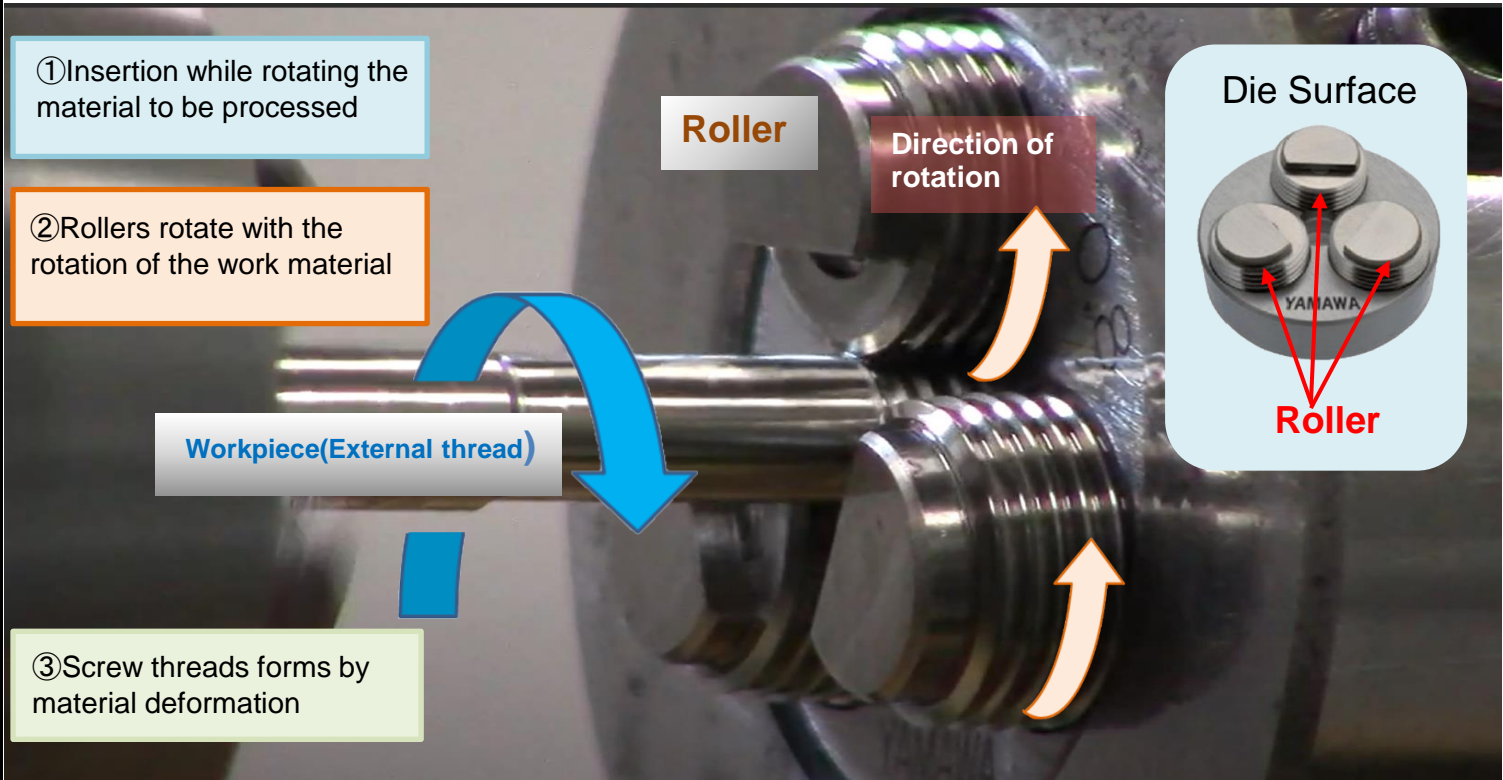 ①Insertion while rotating the
material to be processed
②Rollers rotate with the
rotation of the work material
③Screw threads forms by
material deformation
Roller
Direction of
rotation
Workpiece(External thread)
Die Surface
YAMAWA
Roller